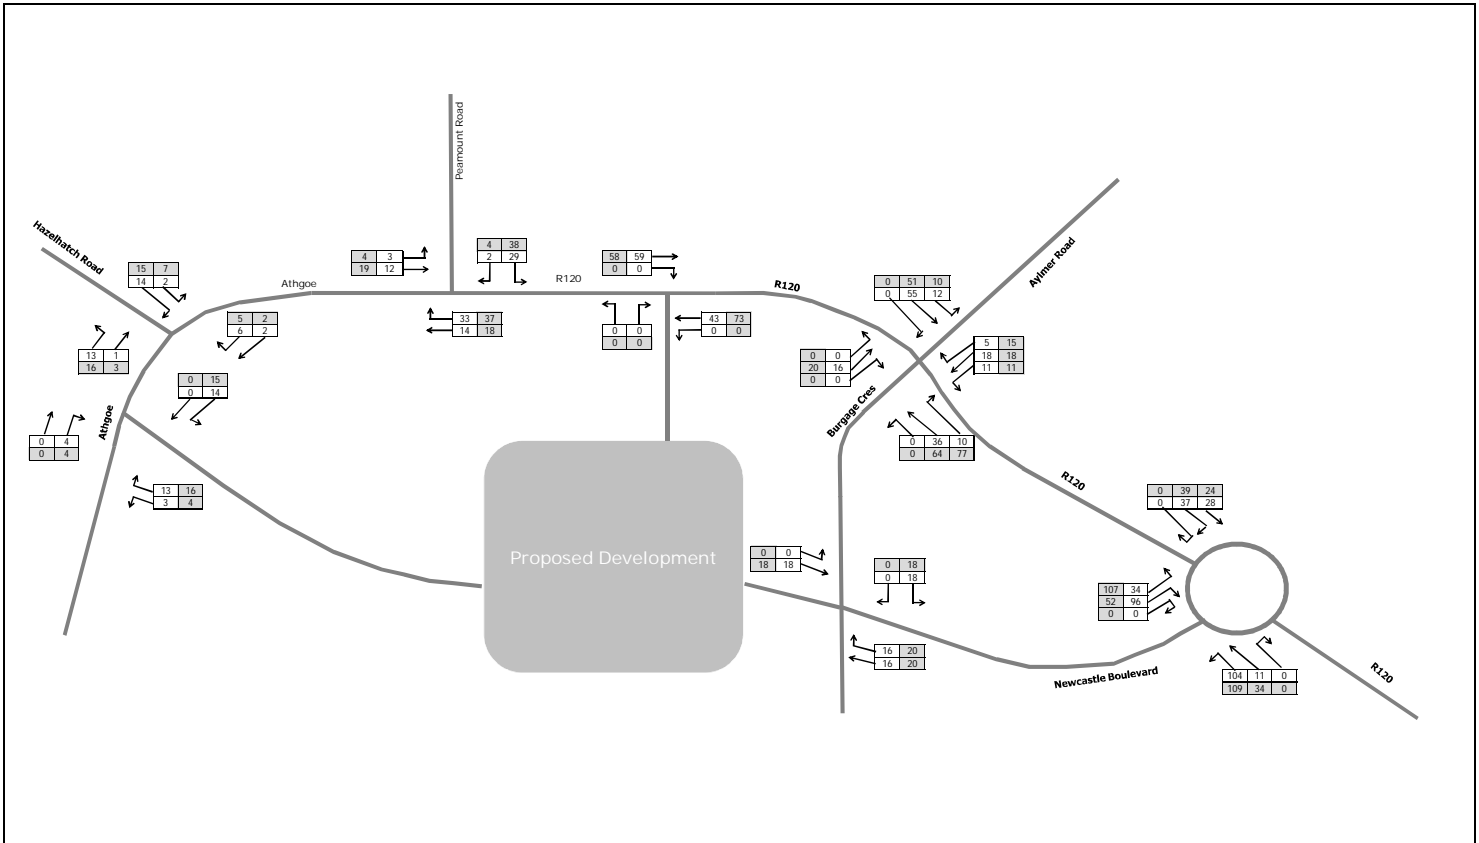 Peamount Road
Hazelhatch Road
Aylmer Road
4 38
2 29
4 3
19 12
58 59
0 0
15 7
14 2
Athgoe
R120
R120
0 51 10
0 55 12
5 2
6 2
33 37
14 18
0 0
0 0
43 73
0 0
13 1
16 3
0 0
20 16
0 0
5 15
18 18
11 11
0 15
0 14
Athgoe
Burgage Cres
0 4
0 4
0 36 10
0 64 77
R120
13 16
3 4
0 39 24
0 37 28
Proposed Development
0 0
18 18
0 18
0 18
107 34
52 96
0 0
16 20
16 20
Newcastle Boulevard
104 11 0
109 34 0
R120